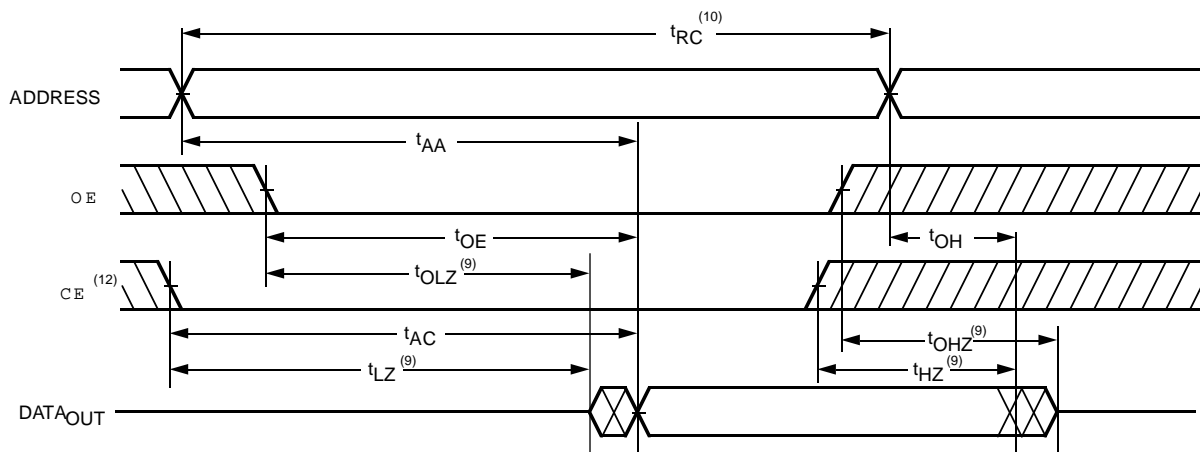 tRC(10)
ADDRESS
tAA
OE
tOE
tOH
tOLZ(9)
CE(12)
tAC
tOHZ(9)
tLZ(9)
tHZ(9)
DATAOUT